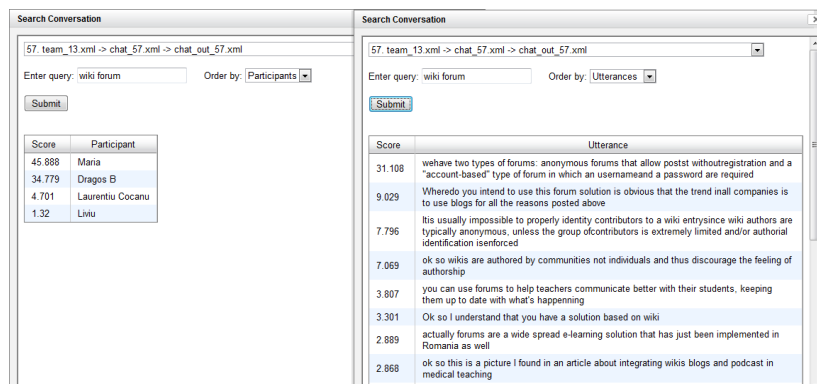 Search Conversation
57. team_13.xml -> chat_57.xml -> chat_out_57.xml
Enter query: wiki forum Order by: Participants
Submit
Score Participant
45.888 Maria
34.779 Dragos B
4.701 Laurentiu Cocanu
1.32 Liviu
Search Conversation
57. team_13.xml -> chat_57.xml -> chat_out_57.xml
Enter query: wiki forum Order by: Utterances
Submit
Score Utterance
31.108 wehave two types of forums: anonymous forums that allow postst withoutregistration and a
"account-based" type of forum in which an usernameand a password are required
9.029 Wheredo you intend to use this forum solution is obvious that the trend inall companies is
to use blogs for all the reasons posted above
7.796 Itis usually impossible to properly identity contributors to a wiki entrysince wiki authors are
typically anonymous, unless the group ofcontributors is extremely limited and/or authorial
identification isenforced
7.069 ok so wikis are authored by communities not individuals and thus discourage the feeling of
authorship
3.807 you can use forums to help teachers communicate better with their students, keeping
them up to date with what's happenning
3.301 Ok so I understand that you have a solution based on wiki
2.889 actually forums are a wide spread e-learning solution that has just been implemented in
Romania as well
2.868 ok so this is a picture I found in an article about integrating wikis blogs and podcast in
medical teaching